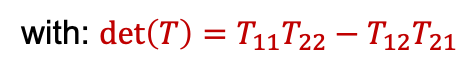 with: det(T) = T₁₁T₂₂ − T₁₂T₂₁